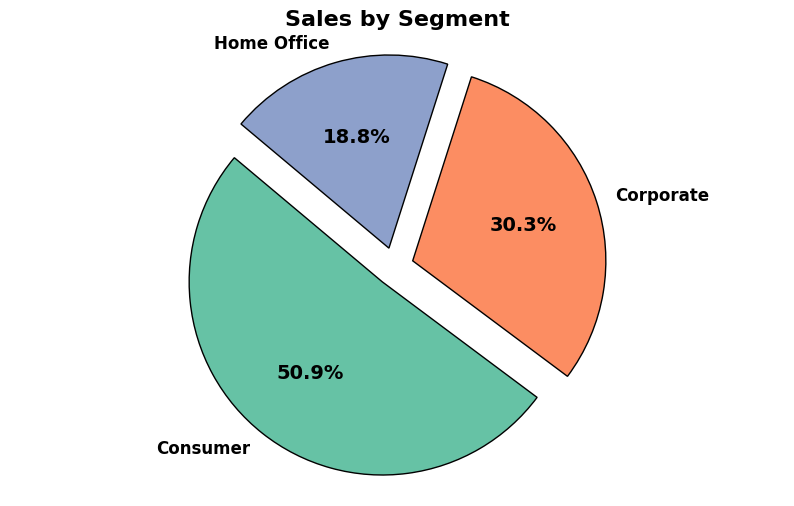 Sales by Segment
Home Office
18.8%
Corporate
30.3%
50.9%
Consumer